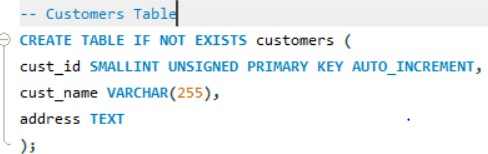 -- Customers Table
CREATE TABLE IF NOT EXISTS customers (
cust_id SMALLINT UNSIGNED PRIMARY KEY AUTO_INCREMENT,
cust_name VARCHAR(255),
address TEXT
);